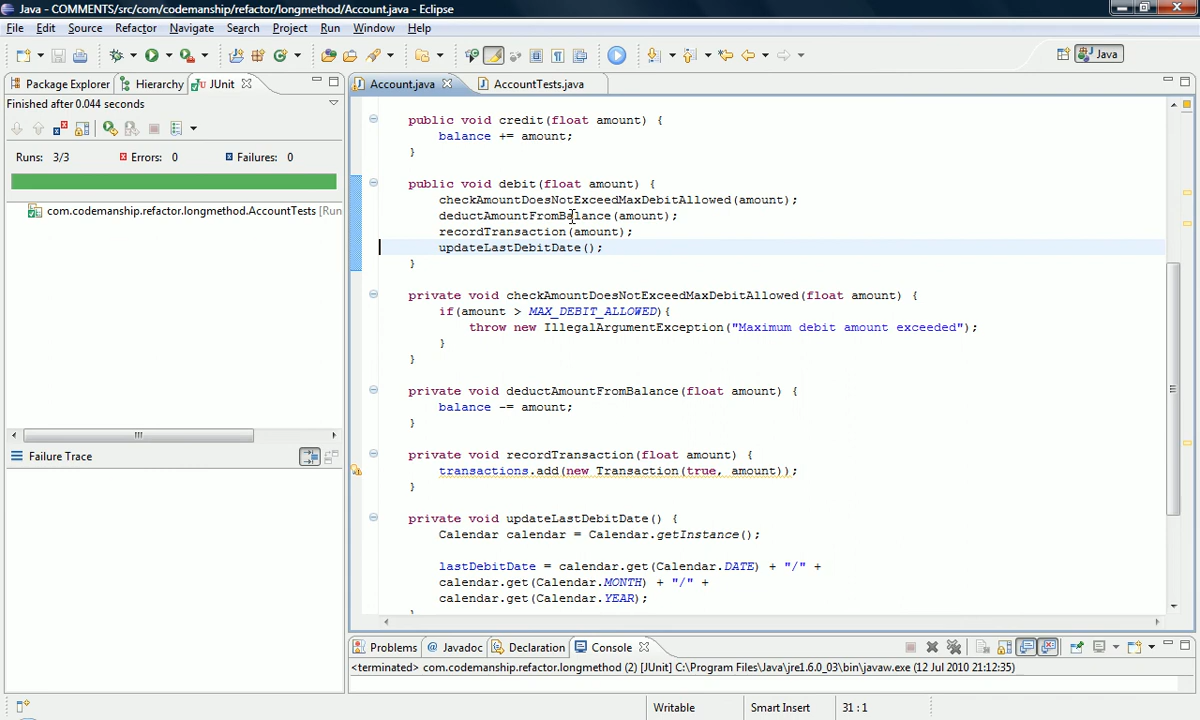 Java - COMMENTS/src/com/codemanship/refactor/longmethod/Account.java - Eclipse
File Edit Source Refactor Navigate Search Run Project Run Window Help
Java
Package Explorer Hierarchy JUnit
Finished after 0.044 seconds
Runs: 3/3 Errors: 0 Failures: 0
com.codemanship.refactor.longmethod.AccountTests [Run
Failure Trace
Account.java AccountTests.java
public void credit(float amount) {
balance += amount;
}
public void debit(float amount) {
checkAmountDoesNotExceedMaxDebitAllowed(amount);
deductAmountFromBalance(amount);
recordTransaction(amount);
updateLastDebitDate();
}
private void checkAmountDoesNotExceedMaxDebitAllowed(float amount) {
if(amount > MAX_DEBIT_ALLOWED){
throw new IllegalArgumentException("Maximum debit amount exceeded");
}
}
private void deductAmountFromBalance(float amount) {
balance -= amount;
}
private void recordTransaction(float amount) {
transactions.add(new Transaction(true, amount));
}
private void updateLastDebitDate() {
Calendar calendar = Calendar.getInstance();
lastDebitDate = calendar.get(Calendar.DATE) + "/" +
calendar.get(Calendar.MONTH) + "/" +
calendar.get(Calendar.YEAR);
}
Problems @ Javadoc Declaration Console
<terminated> com.codemanship.refactor.longmethod (2) [JUnit] C:\Program Files\Java\jre1.6.0_03\bin\javaw.exe (12 Jul 2010 21:12:35)
Writable Smart Insert 31 : 1